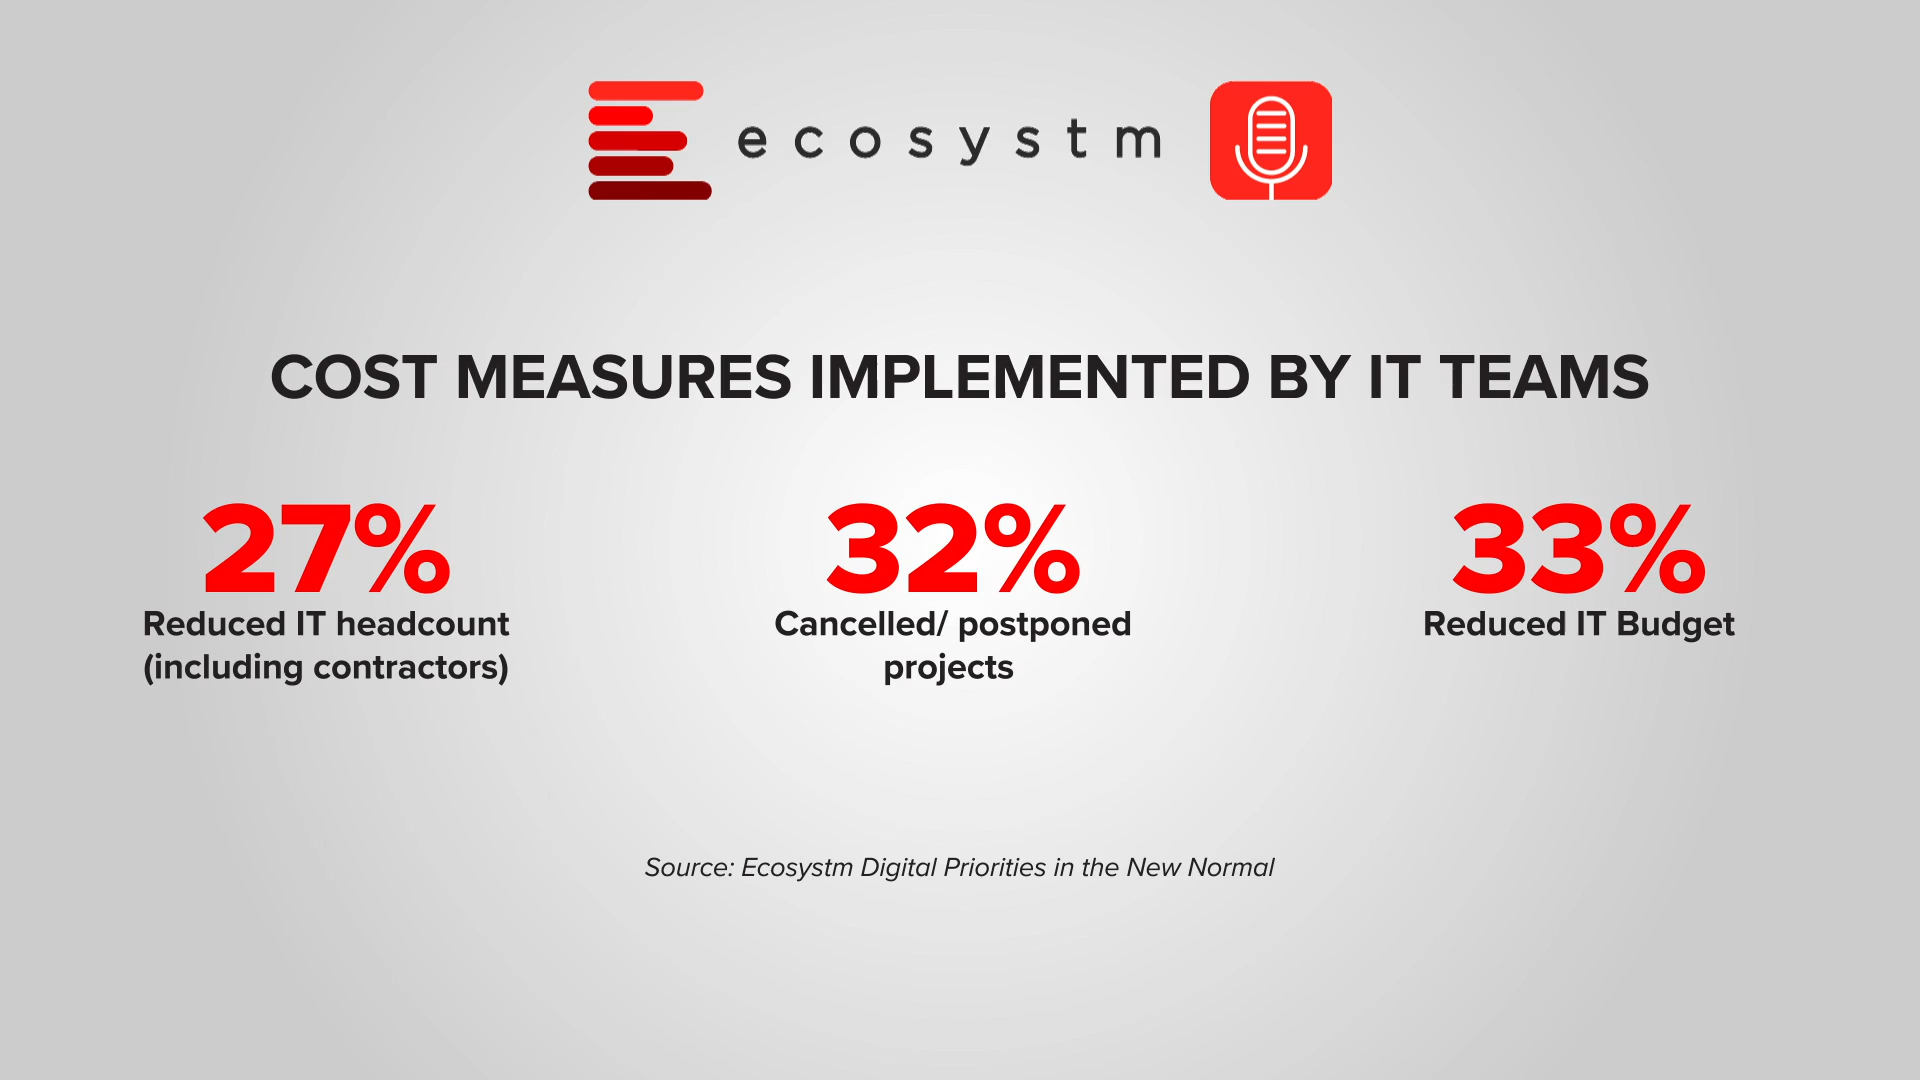 ecosystm
COST MEASURES IMPLEMENTED BY IT TEAMS
27%
Reduced IT headcount
(including contractors)
32%
Cancelled/ postponed
projects
33%
Reduced IT Budget
Source: Ecosystm Digital Priorities in the New Normal